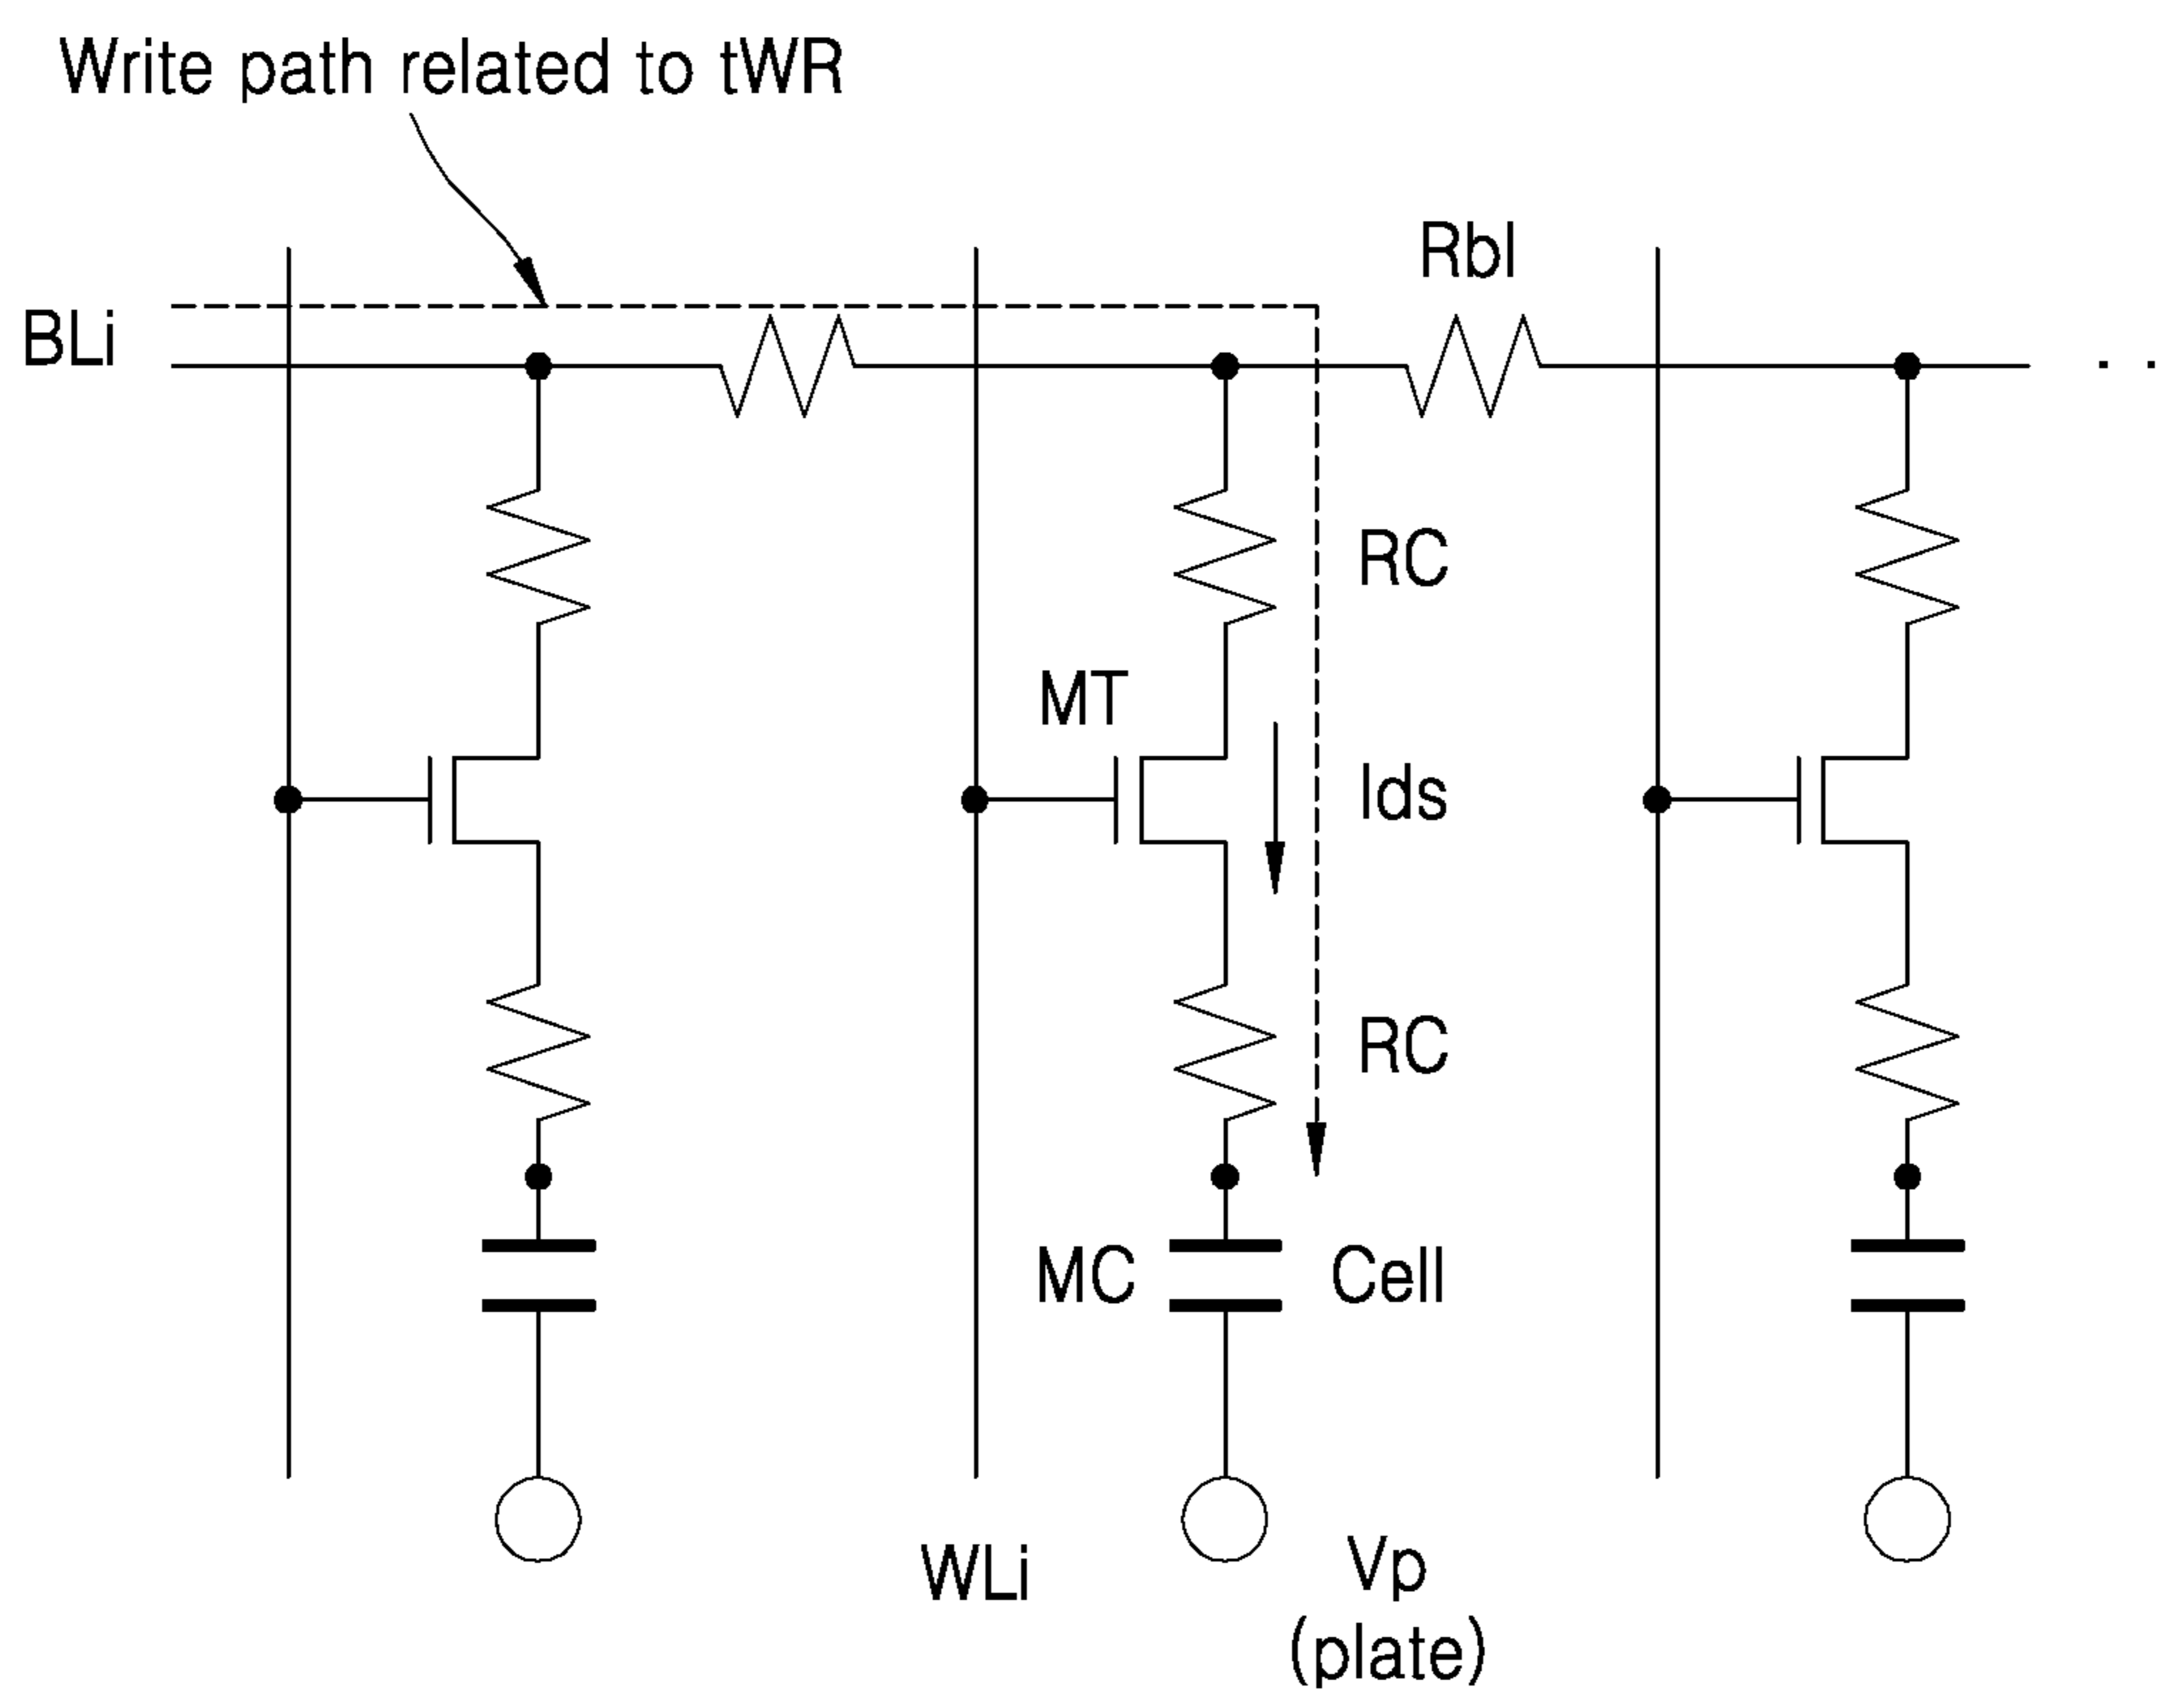 Write path related to tWR
Rbl
BLi
RC
MT
Ids
RC
MC
Cell
WLi
Vp
(plate)